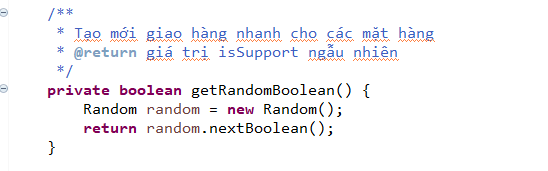 /**
* Tạo mới giao hàng nhanh cho các mặt hàng
* @return giá tri isSupport ngẫu nhiên
*/
private boolean getRandomBoolean() {
Random random = new Random();
return random.nextBoolean();
}